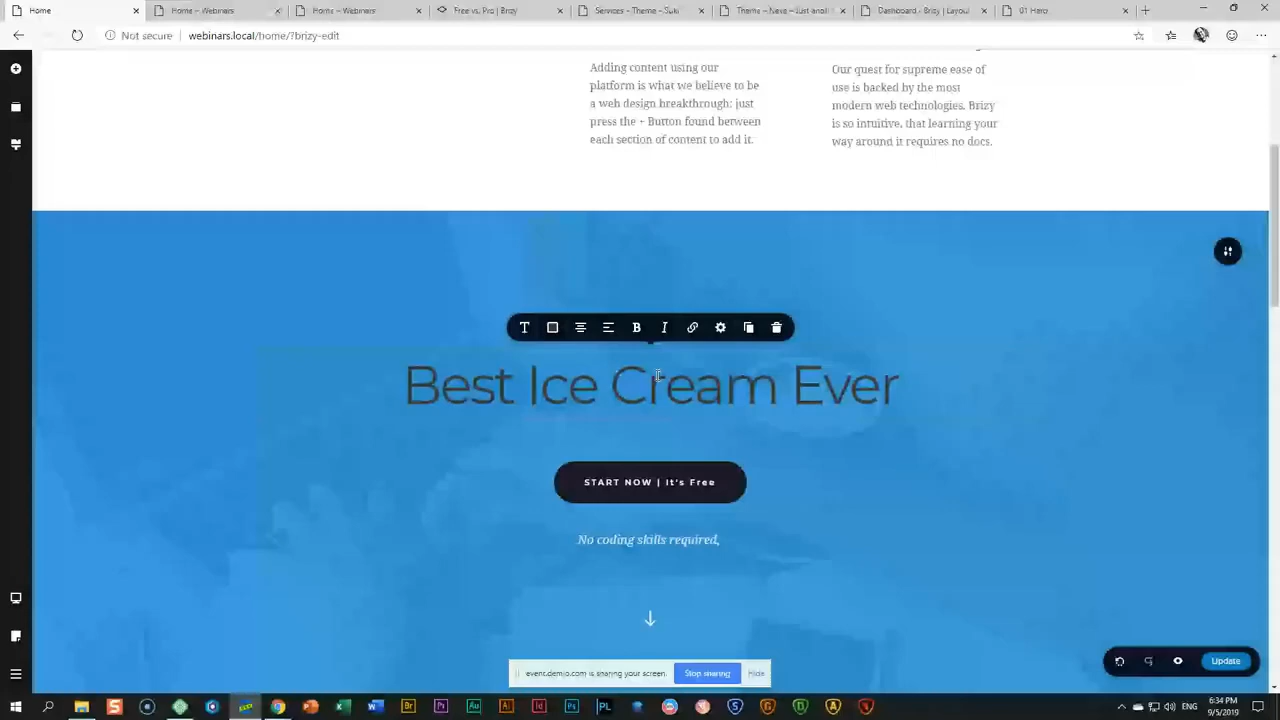 Home
Home – Webinars
Home – Webinars
Free vs Pro | Brizy
Services – Theme – Suki
Theme – Neve – Just anoth
Dashboard - Brizy | Layout
01 Hero
Not secure
webinars.local/home/?brizy-edit
Adding content using our
platform is what we believe to be
a web design breakthrough; just
press the + Button found between
each section of content to add it.
Our quest for supreme ease of
use is backed by the most
modern web technologies. Brizy
is so intuitive, that learning your
way around it requires no docs.
Best Ice Cream Ever
START NOW | It's Free
No coding skills required,
event.demio.com is sharing your screen.
Stop sharing
Hide
Update
ENG
6:34 PM
9/5/2019